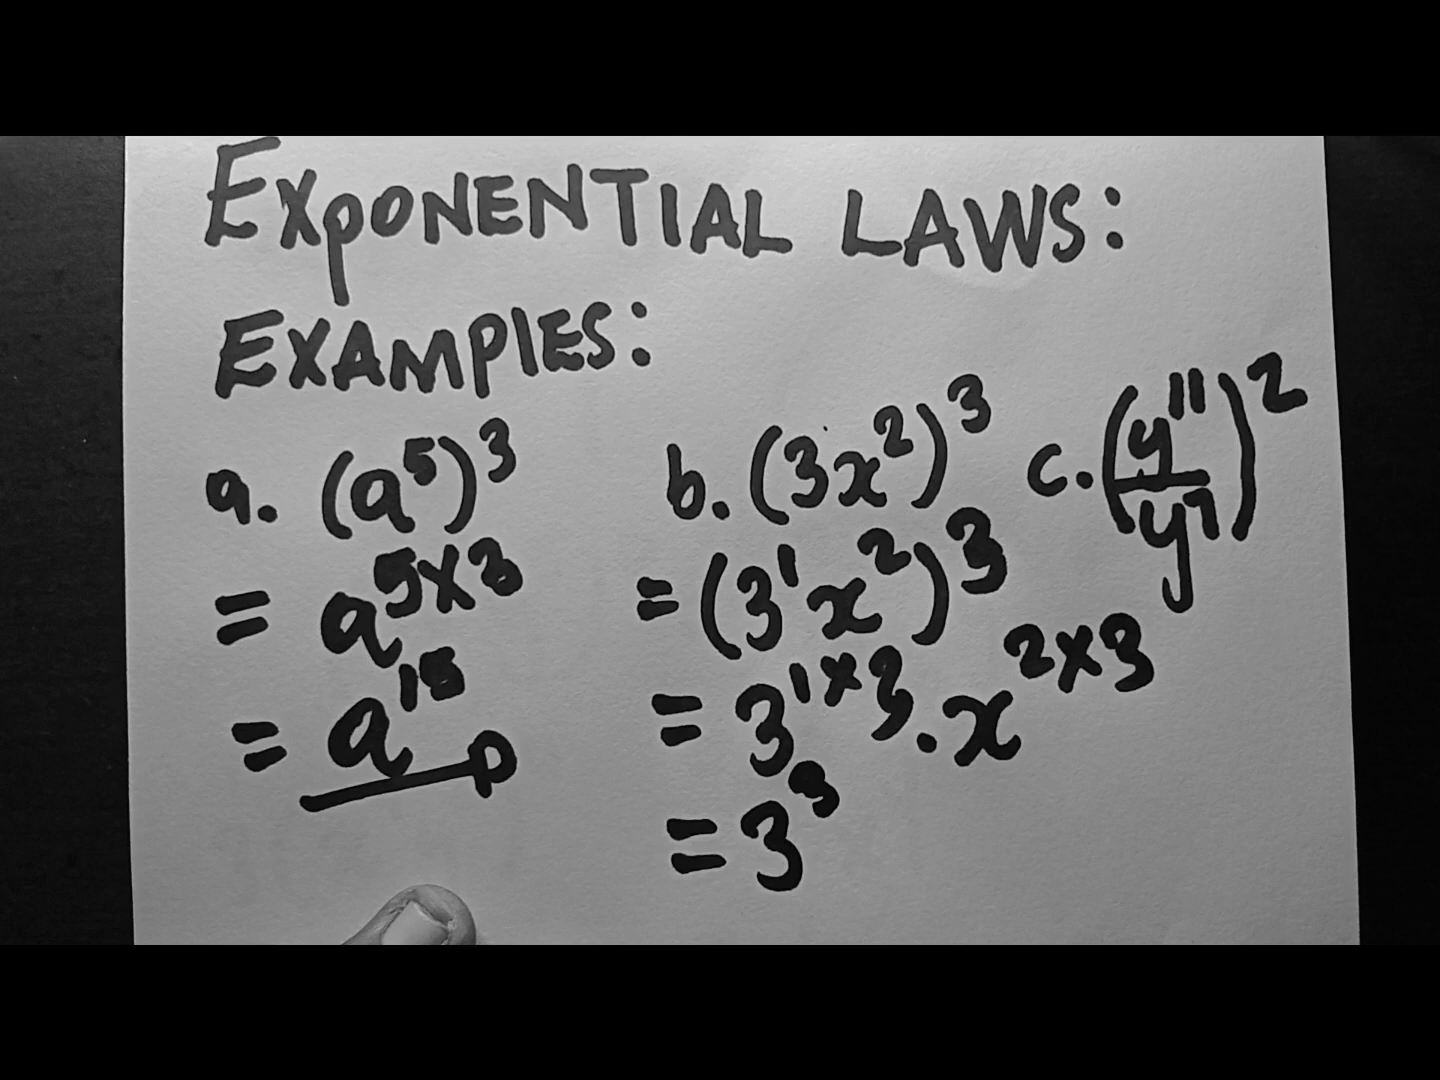 EXPONENTIAL LAWS:
EXAMPLES:
a. (a⁵)³
= a⁵ˣ³
= a¹⁵
b. (3x²)³
= (3¹x²)³
= 3¹ˣ³ . x²ˣ³
= 3³
c. (y¹¹/y⁷)²